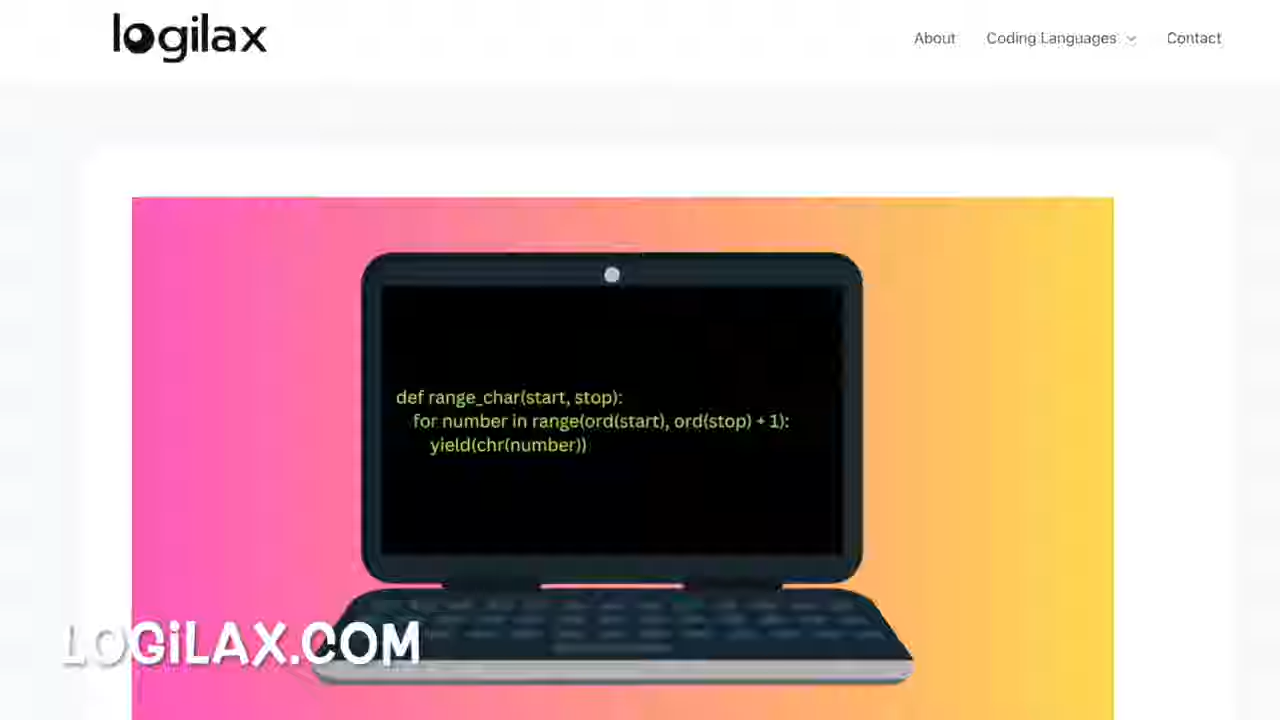 logilax
About Coding Languages Contact
def range_char(start, stop):
for number in range(ord(start), ord(stop) + 1):
yield(chr(number))
LOGiLAX.COM